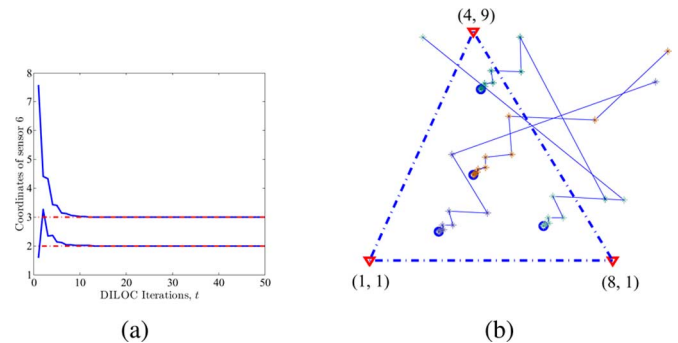 (4, 9)
8
7
6
5
4
3
2
1
Coordinates of sensor 6
0 10 20 30 40 50
DILOC Iterations, t
(1, 1) (8, 1)
(a) (b)